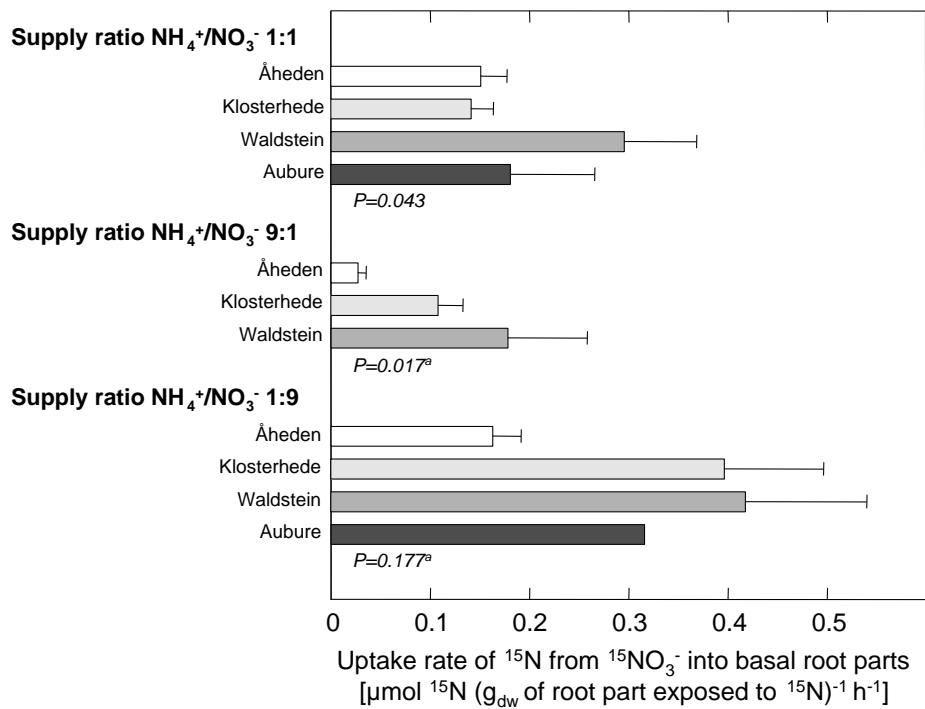 Supply ratio NH₄⁺/NO₃⁻ 1:1
Åheden
Klosterhede
Waldstein
Aubure
P=0.043
Supply ratio NH₄⁺/NO₃⁻ 9:1
Åheden
Klosterhede
Waldstein
P=0.017ᵃ
Supply ratio NH₄⁺/NO₃⁻ 1:9
Åheden
Klosterhede
Waldstein
Aubure
P=0.177ᵃ
0 0.1 0.2 0.3 0.4 0.5
Uptake rate of ¹⁵N from ¹⁵NO₃⁻ into basal root parts
[µmol ¹⁵N (g_dw of root part exposed to ¹⁵N)⁻¹ h⁻¹]